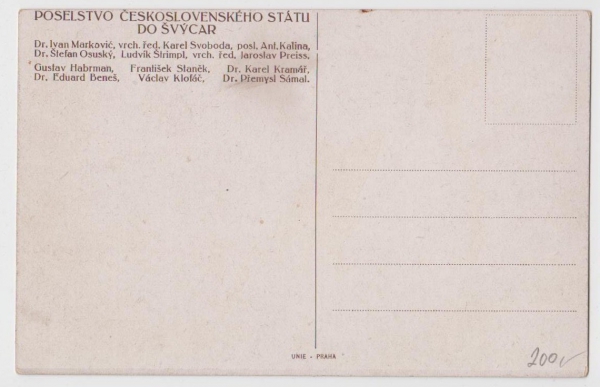 POSELSTVO ČESKOSLOVENSKÉHO STÁTU
DO ŠVÝCAR
Dr. Ivan Markovič, vrch. řed. Karel Svoboda, posl. Ant. Kalina,
Dr. Štefan Osuský, Ludvík Štrimpl, vrch. řed. Jaroslav Preiss.
Gustav Habrman, František Staněk, Dr. Karel Kramář,
Dr. Eduard Beneš, Václav Klofáč, Dr. Přemysl Sámal.
UNIE - PRAHA
200,-